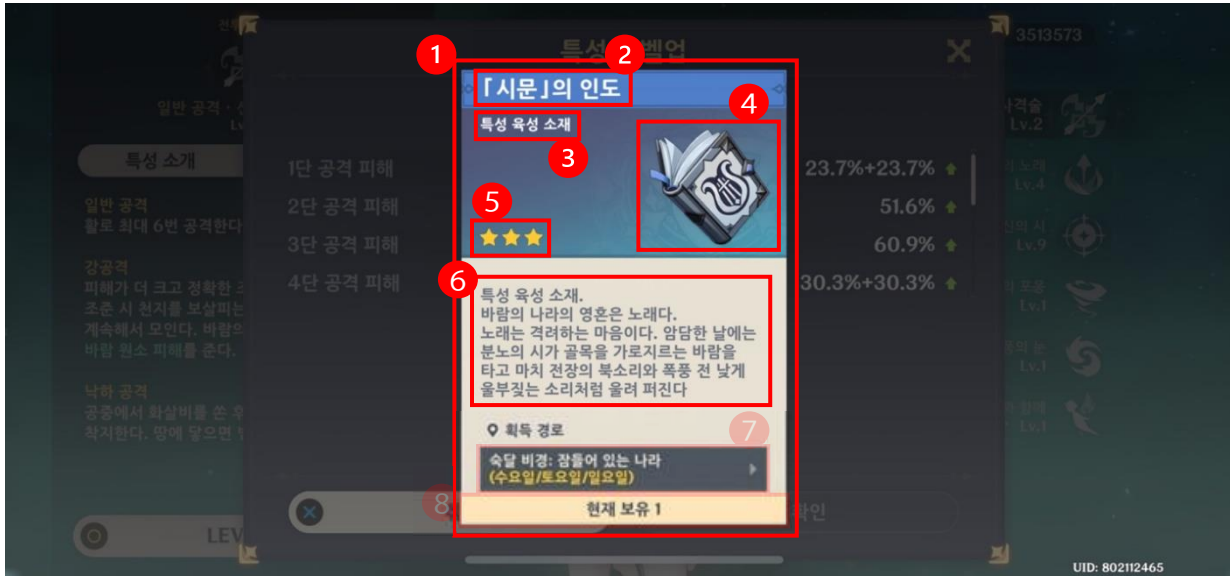 3513573
1
2
「시문」의 인도
4
특성 육성 소재
3
5
6
특성 육성 소재.
바람의 나라의 영혼은 노래다.
노래는 격려하는 마음이다. 암담한 날에는
분노의 시가 골목을 가로지르는 바람을
타고 마치 전장의 북소리와 폭풍 전 낮게
울부짖는 소리처럼 울려 퍼진다
획득 경로
7
숙달 비경: 잠들어 있는 나라
(수요일/토요일/일요일)
8
현재 보유 1
일반 공격
Lv.2
특성 소개
일반 공격
활로 최대 6번 공격한다
강공격
피해가 더 크고 정확한
조준 시 천지를 보살피는
계속해서 모인다. 바람의
바람 원소 피해를 준다.
낙하 공격
공중에서 화살비를 쏜 후
착지한다. 땅에 닿으면
1단 공격 피해
23.7%+23.7%
2단 공격 피해
51.6%
3단 공격 피해
60.9%
4단 공격 피해
30.3%+30.3%
Lv.4
Lv.9
Lv.1
Lv.1
Lv.1
확인
LEV
UID: 802112465